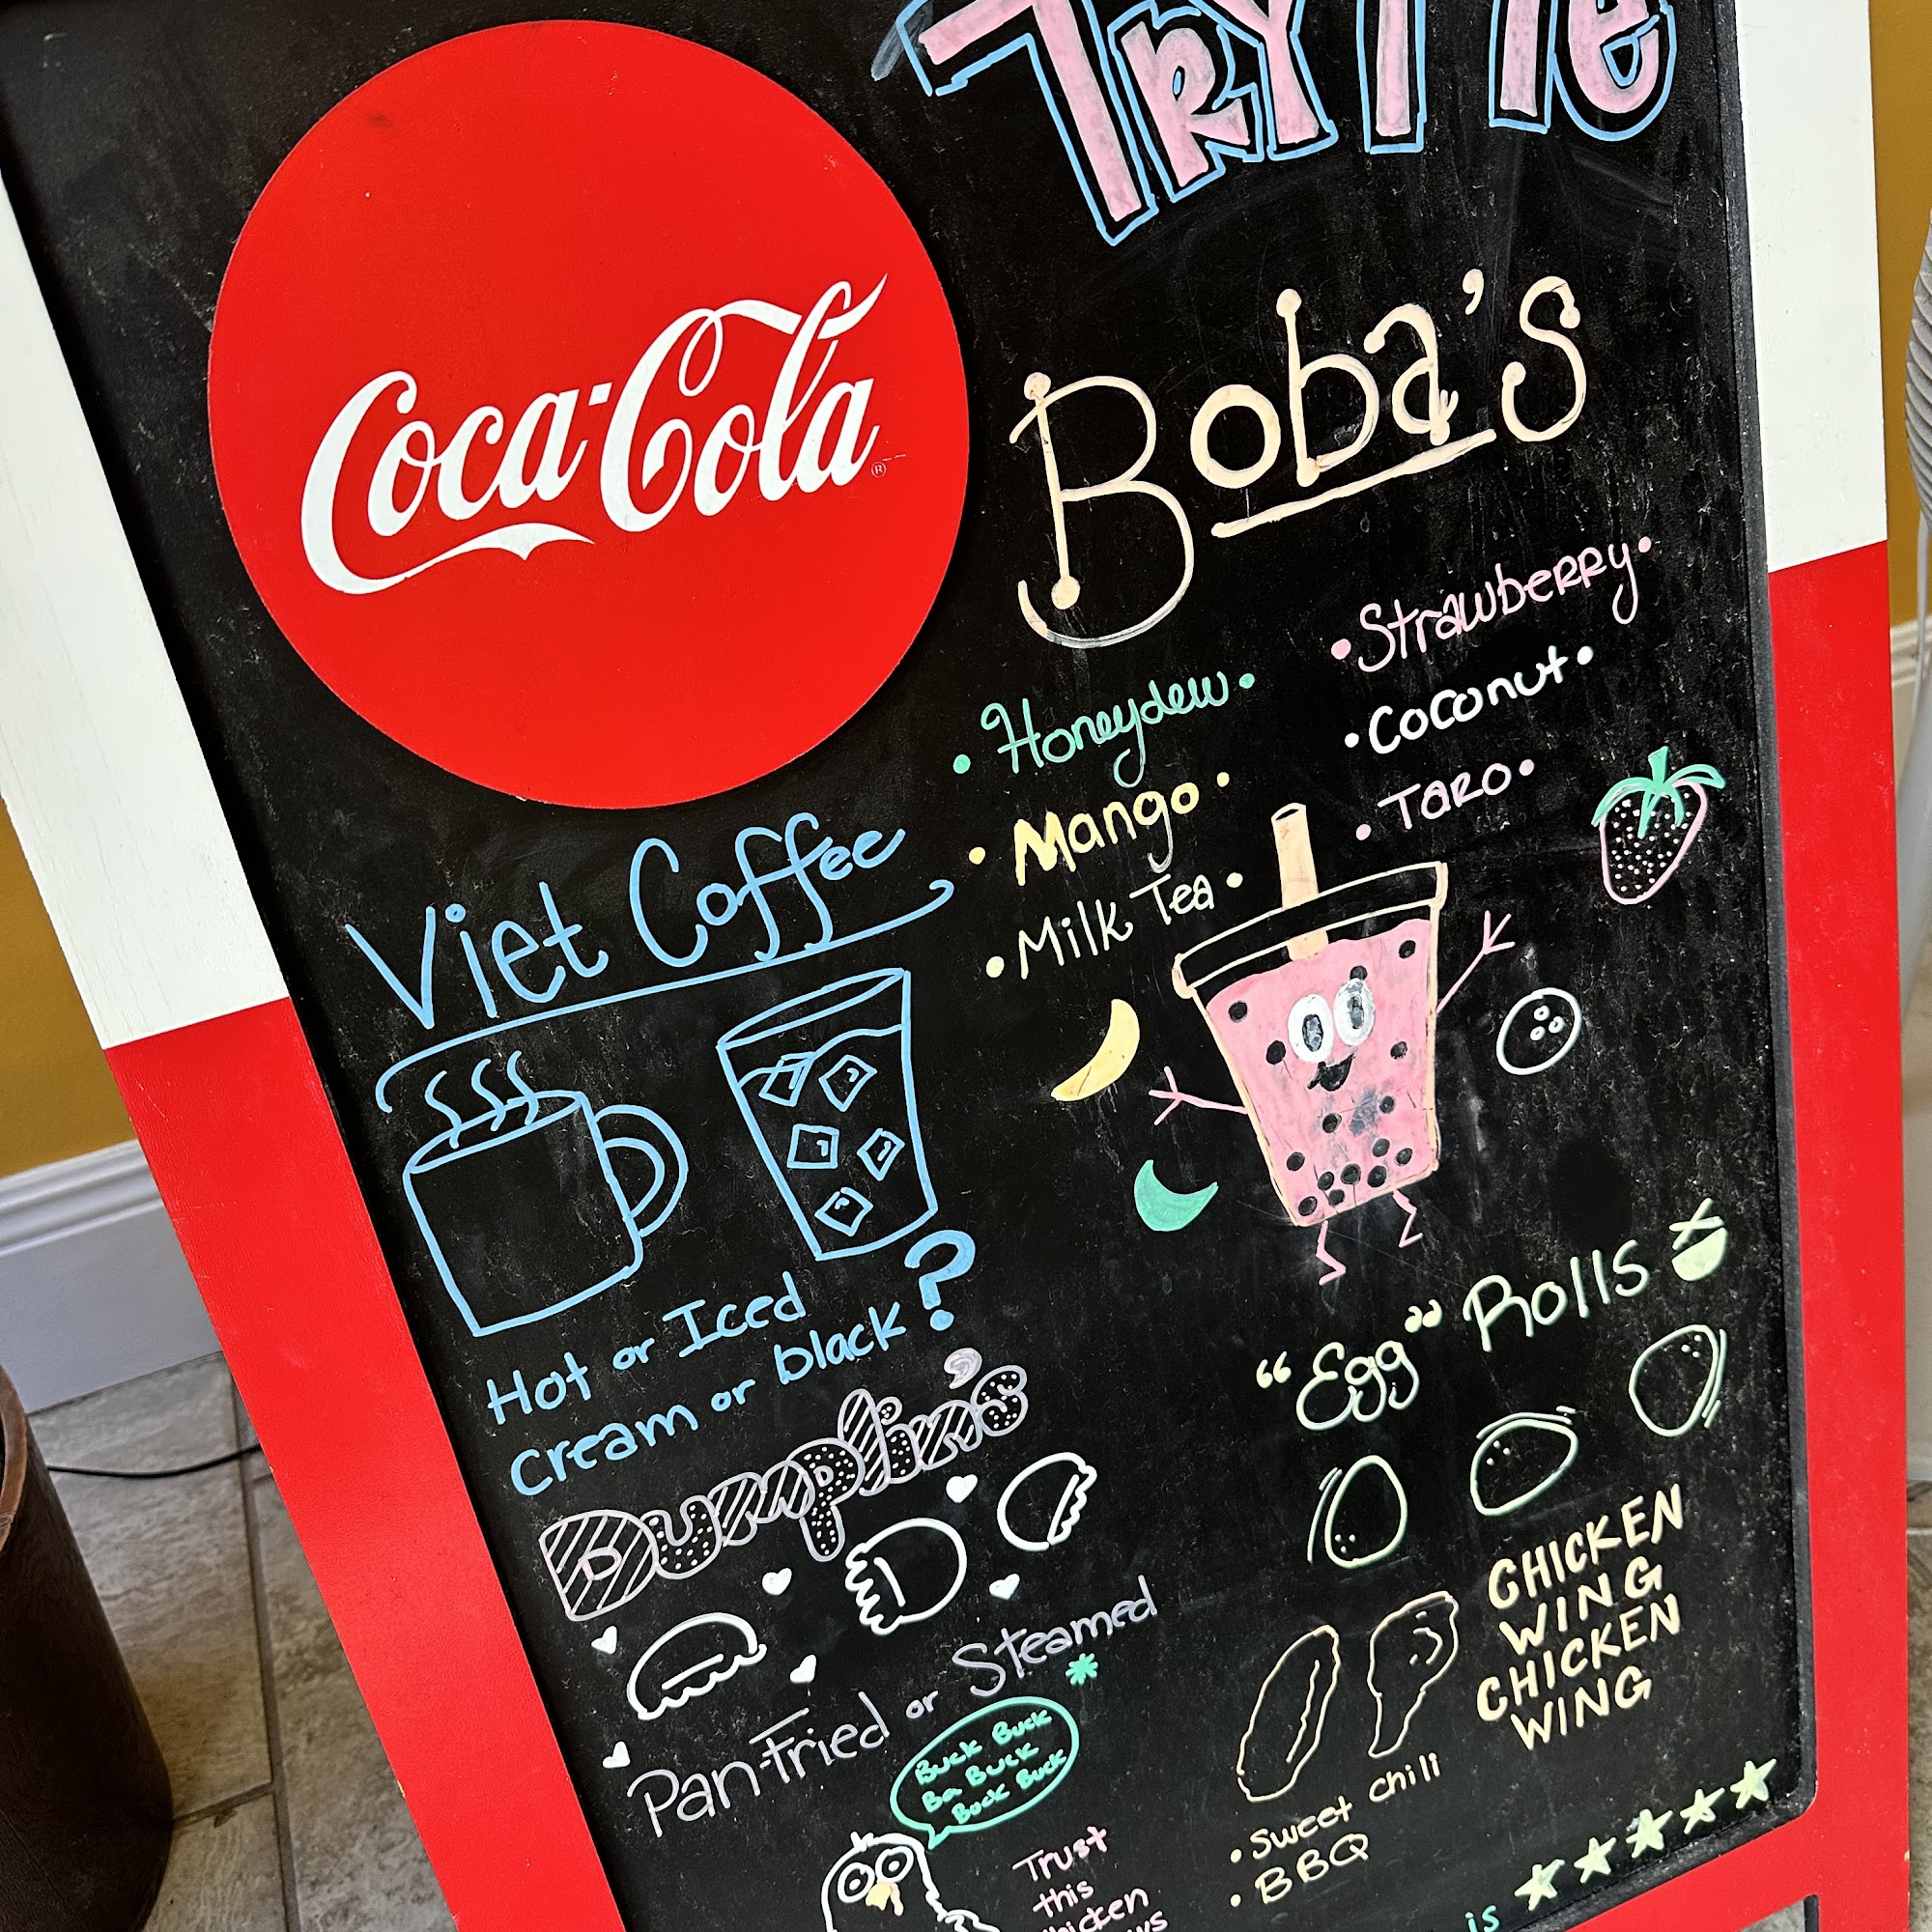 TRY Me
Coca-Cola
®
Boba's
• Honeydew •
• Mango •
• Milk Tea •
• Strawberry •
• Coconut •
• Taro •
Viet Coffee
Hot or Iced
Cream or black?
Dumplin's
Pan-Fried or Steamed
*
Buck Buck
Ba Buck
Buck Buck
Trust
this
"Egg" Rolls
CHICKEN
WING
CHICKEN
WING
• Sweet chili
• BBQ
is